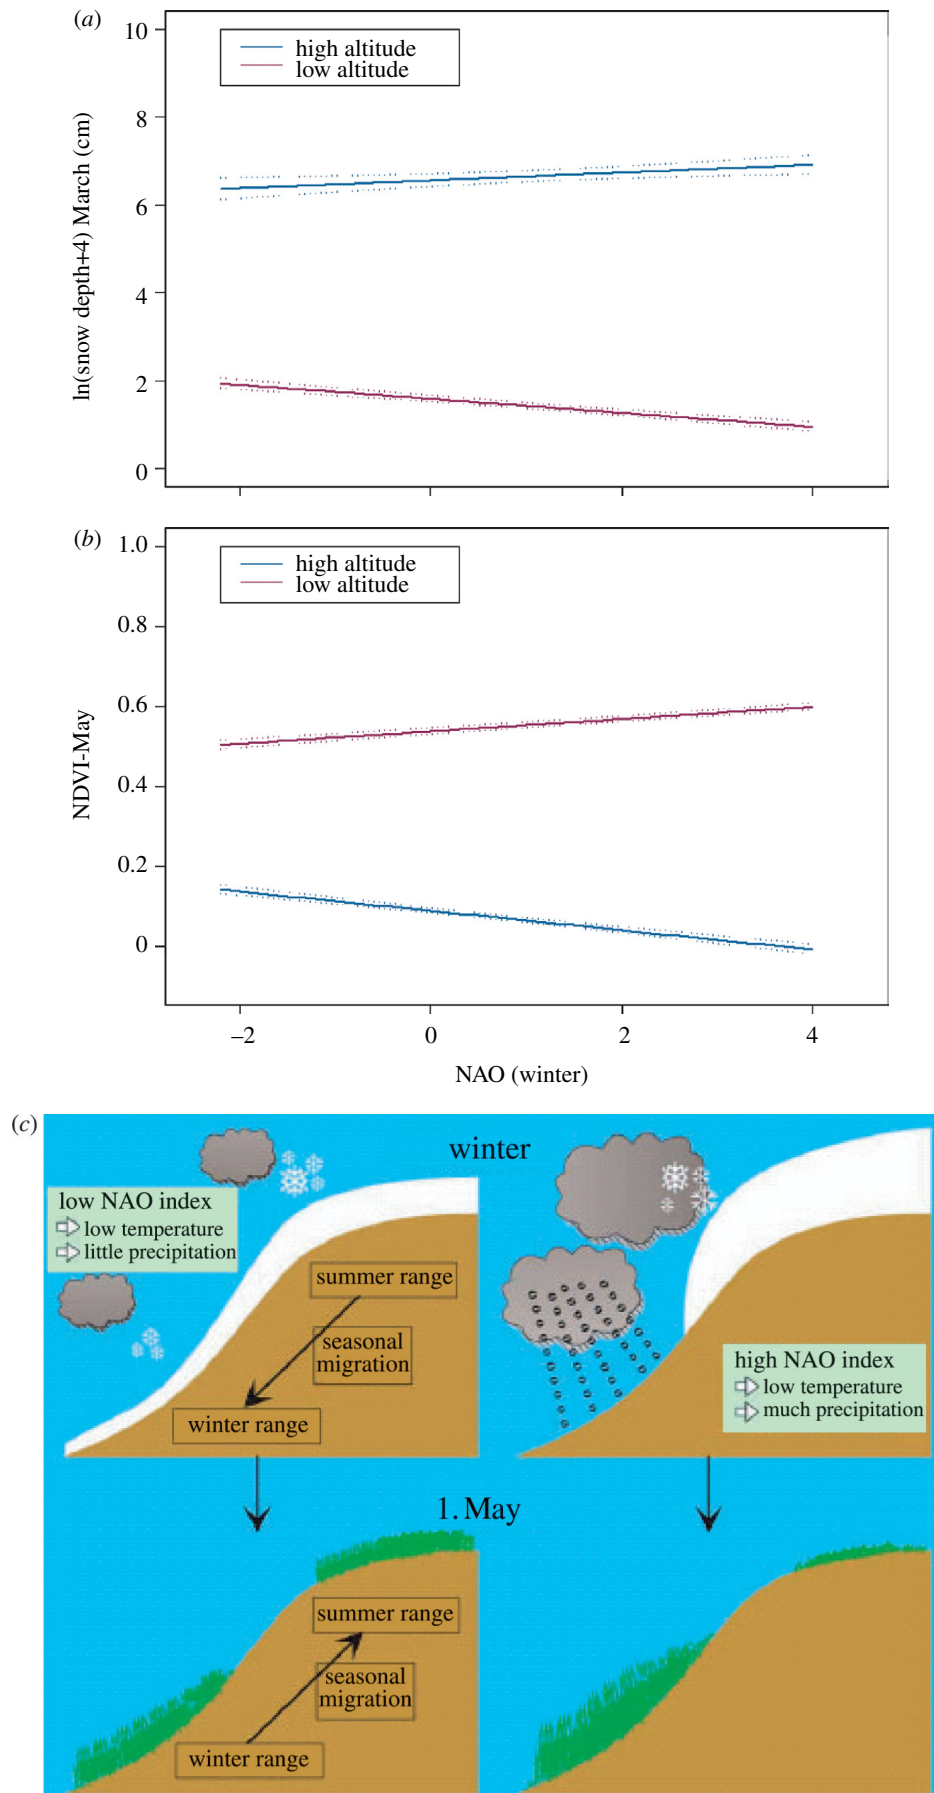 (a)
10
8
6
4
2
0
ln(snow depth+4) March (cm)
high altitude
low altitude
(b)
1.0
0.8
0.6
0.4
0.2
0
NDVI-May
high altitude
low altitude
–2
0
2
4
NAO (winter)
(c)
winter
low NAO index
low temperature
little precipitation
summer range
seasonal
migration
winter range
high NAO index
low temperature
much precipitation
1. May
summer range
seasonal
migration
winter range